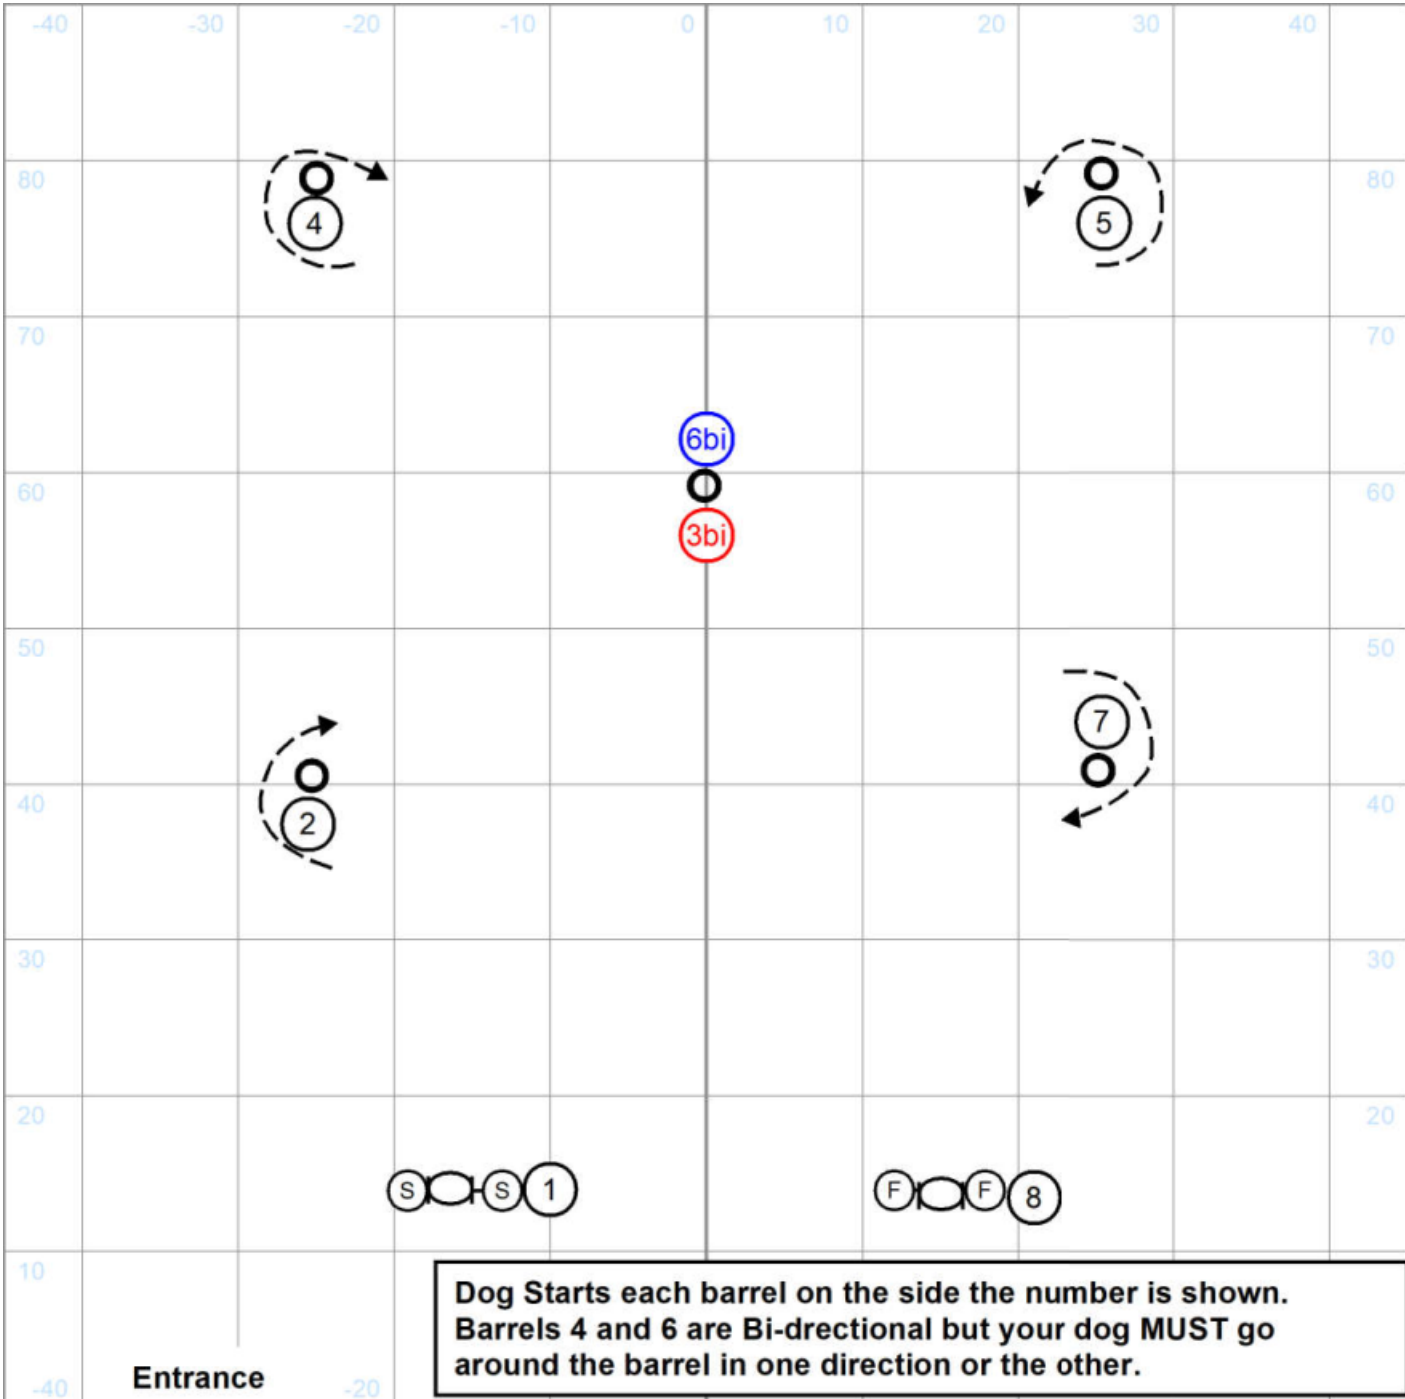 -40 -30 -20 -10 0 10 20 30 40
80 4 5 80
70 70
6bi
60 60
3bi
50 50
7
40 2 40
30 30
20 20
S S 1 F F 8
10
Dog Starts each barrel on the side the number is shown.
Barrels 4 and 6 are Bi-drectional but your dog MUST go
around the barrel in one direction or the other.
Entrance
-40 -20